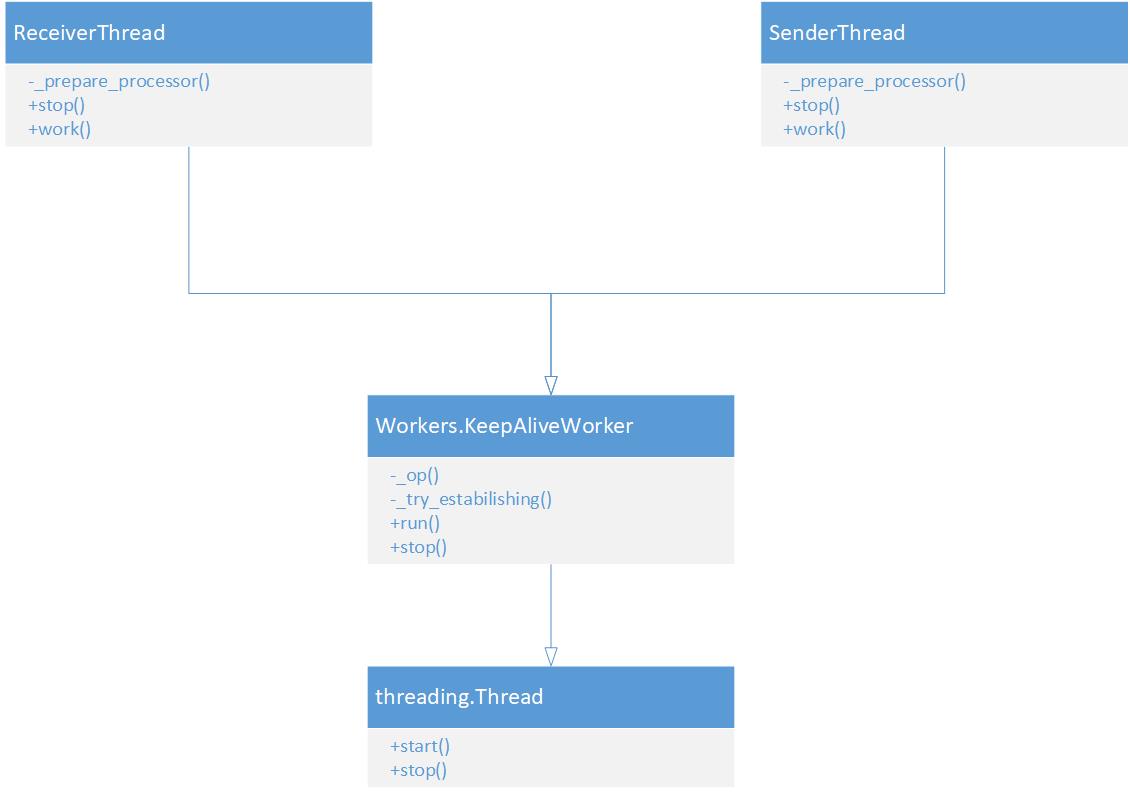 ReceiverThread
-_prepare_processor()
+stop()
+work()
SenderThread
-_prepare_processor()
+stop()
+work()
Workers.KeepAliveWorker
-_op()
-_try_estabilishing()
+run()
+stop()
threading.Thread
+start()
+stop()